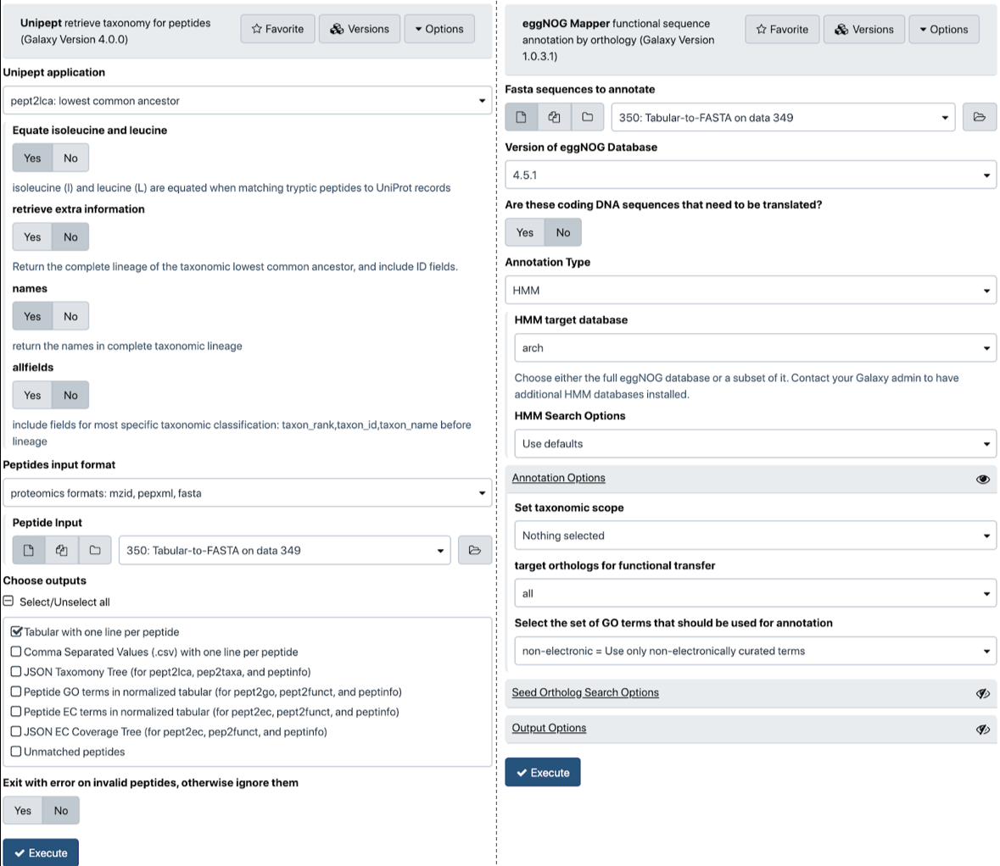 Unipept retrieve taxonomy for peptides
(Galaxy Version 4.0.0)
Favorite
Versions
Options
Unipept application
pept2lca: lowest common ancestor
Equate isoleucine and leucine
Yes No
isoleucine (I) and leucine (L) are equated when matching tryptic peptides to UniProt records
retrieve extra information
Yes No
Return the complete lineage of the taxonomic lowest common ancestor, and include ID fields.
names
Yes No
return the names in complete taxonomic lineage
allfields
Yes No
include fields for most specific taxonomic classification: taxon_rank,taxon_id,taxon_name before
lineage
Peptides input format
proteomics formats: mzid, pepxml, fasta
Peptide Input
350: Tabular-to-FASTA on data 349
Choose outputs
Select/Unselect all
Tabular with one line per peptide
Comma Separated Values (.csv) with one line per peptide
JSON Taxomony Tree (for pept2lca, pep2taxa, and peptinfo)
Peptide GO terms in normalized tabular (for pept2go, pept2funct, and peptinfo)
Peptide EC terms in normalized tabular (for pept2ec, pept2funct, and peptinfo)
JSON EC Coverage Tree (for pept2ec, pep2funct, and peptinfo)
Unmatched peptides
Exit with error on invalid peptides, otherwise ignore them
Yes No
Execute
eggNOG Mapper functional sequence
annotation by orthology (Galaxy Version
1.0.3.1)
Favorite
Versions
Options
Fasta sequences to annotate
350: Tabular-to-FASTA on data 349
Version of eggNOG Database
4.5.1
Are these coding DNA sequences that need to be translated?
Yes No
Annotation Type
HMM
HMM target database
arch
Choose either the full eggNOG database or a subset of it. Contact your Galaxy admin to have
additional HMM databases installed.
HMM Search Options
Use defaults
Annotation Options
Set taxonomic scope
Nothing selected
target orthologs for functional transfer
all
Select the set of GO terms that should be used for annotation
non-electronic = Use only non-electronically curated terms
Seed Ortholog Search Options
Output Options
Execute